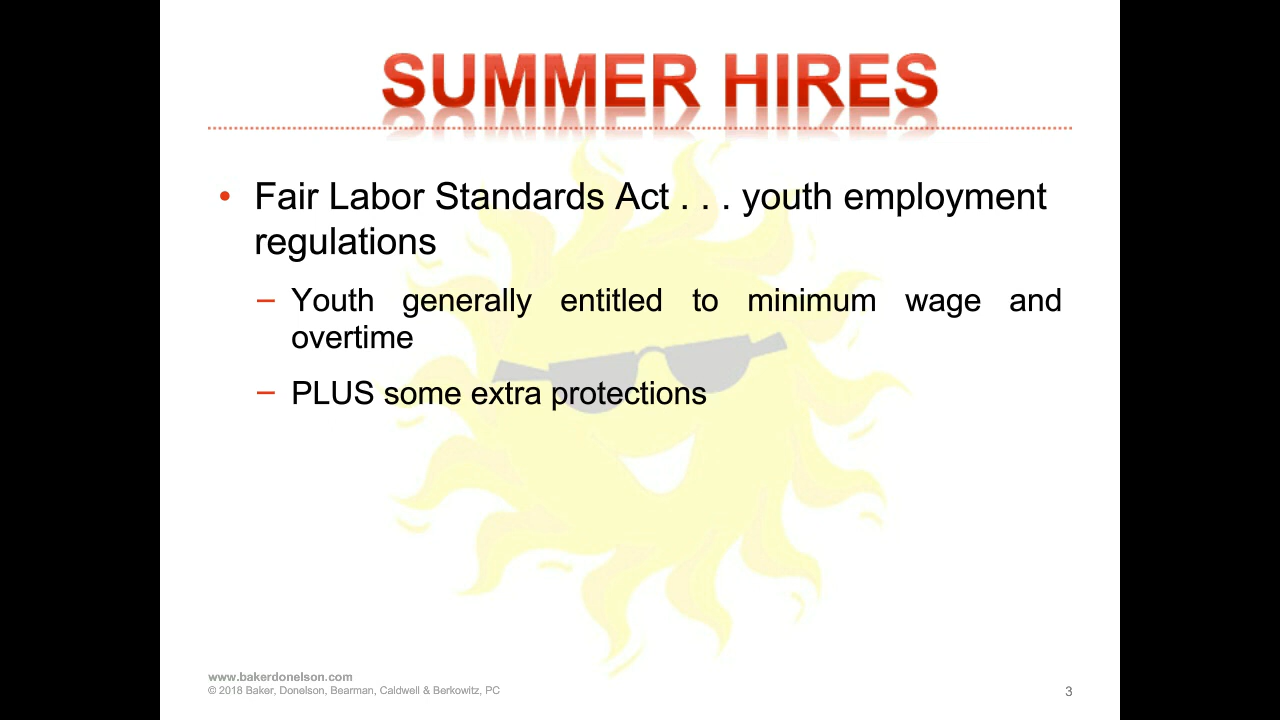 SUMMER HIRES
• Fair Labor Standards Act . . . youth employment
regulations
– Youth generally entitled to minimum wage and
overtime
– PLUS some extra protections
www.bakerdonelson.com
© 2018 Baker, Donelson, Bearman, Caldwell & Berkowitz, PC
3